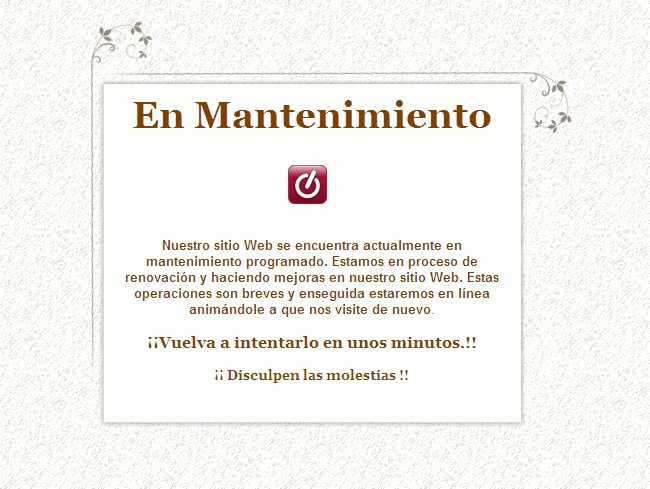 En Mantenimiento
Nuestro sitio Web se encuentra actualmente en
mantenimiento programado. Estamos en proceso de
renovación y haciendo mejoras en nuestro sitio Web. Estas
operaciones son breves y enseguida estaremos en línea
animándole a que nos visite de nuevo.
¡¡Vuelva a intentarlo en unos minutos.!!
¡¡ Disculpen las molestias !!